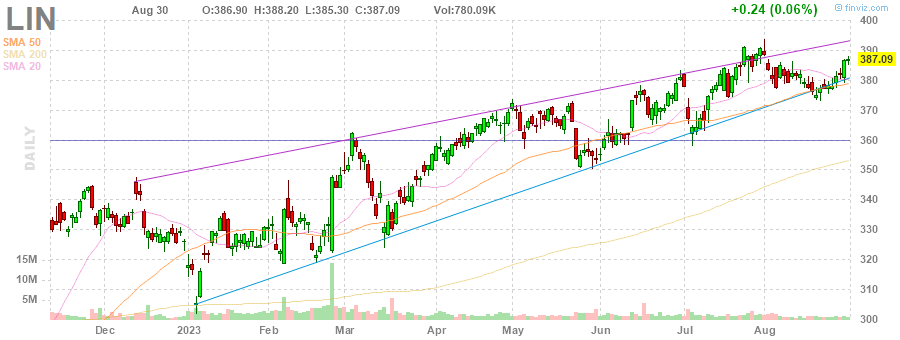 LIN
Aug 30 O:386.90 H:388.20 L:385.30 C:387.09 Vol:780.09K +0.24 (0.06%)
© finviz.com
SMA 50
SMA 200
SMA 20
DAILY
400
390
387.09
380
370
360
350
340
330
320
310
300
15M
10M
5M
Dec 2023 Feb Mar Apr May Jun Jul Aug